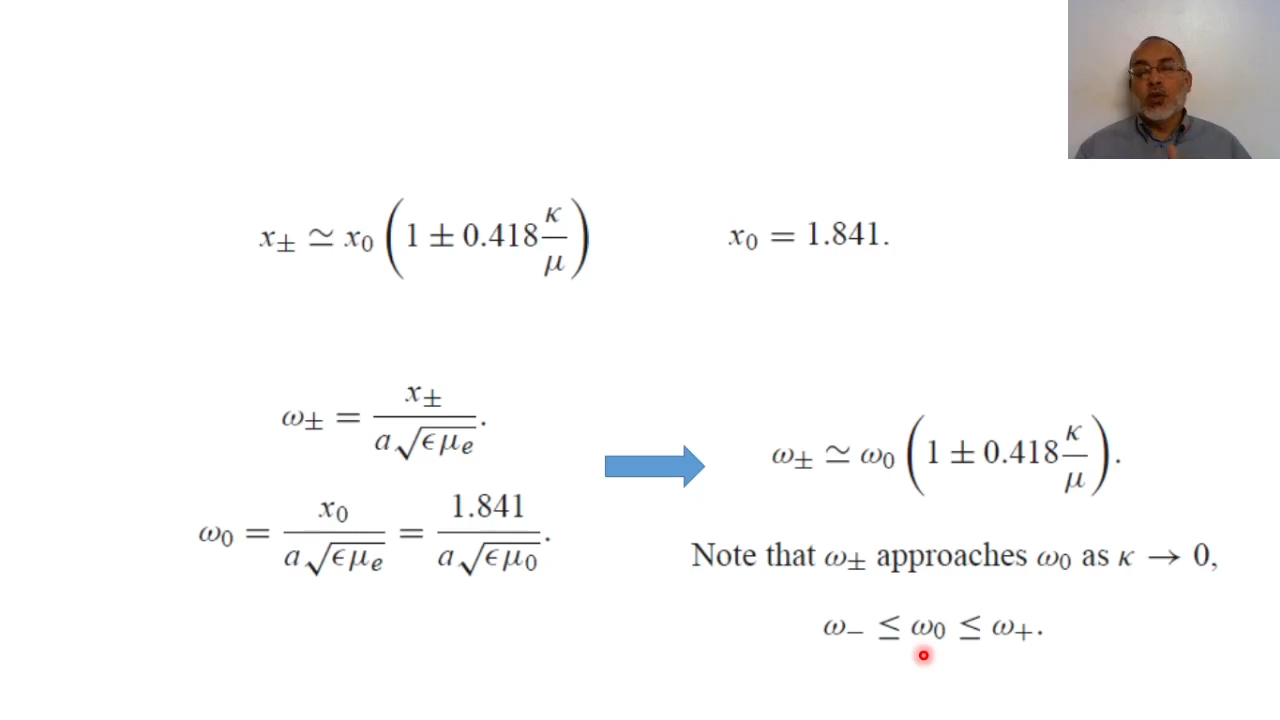 x± ≃ x₀ (1 ± 0.418 κ/μ)
x₀ = 1.841.
ω± = x±/(a√(ϵμₑ)).
ω₀ = x₀/(a√(ϵμₑ)) = 1.841/(a√(ϵμ₀)).
ω± ≃ ω₀ (1 ± 0.418 κ/μ).
Note that ω± approaches ω₀ as κ → 0,
ω₋ ≤ ω₀ ≤ ω₊.